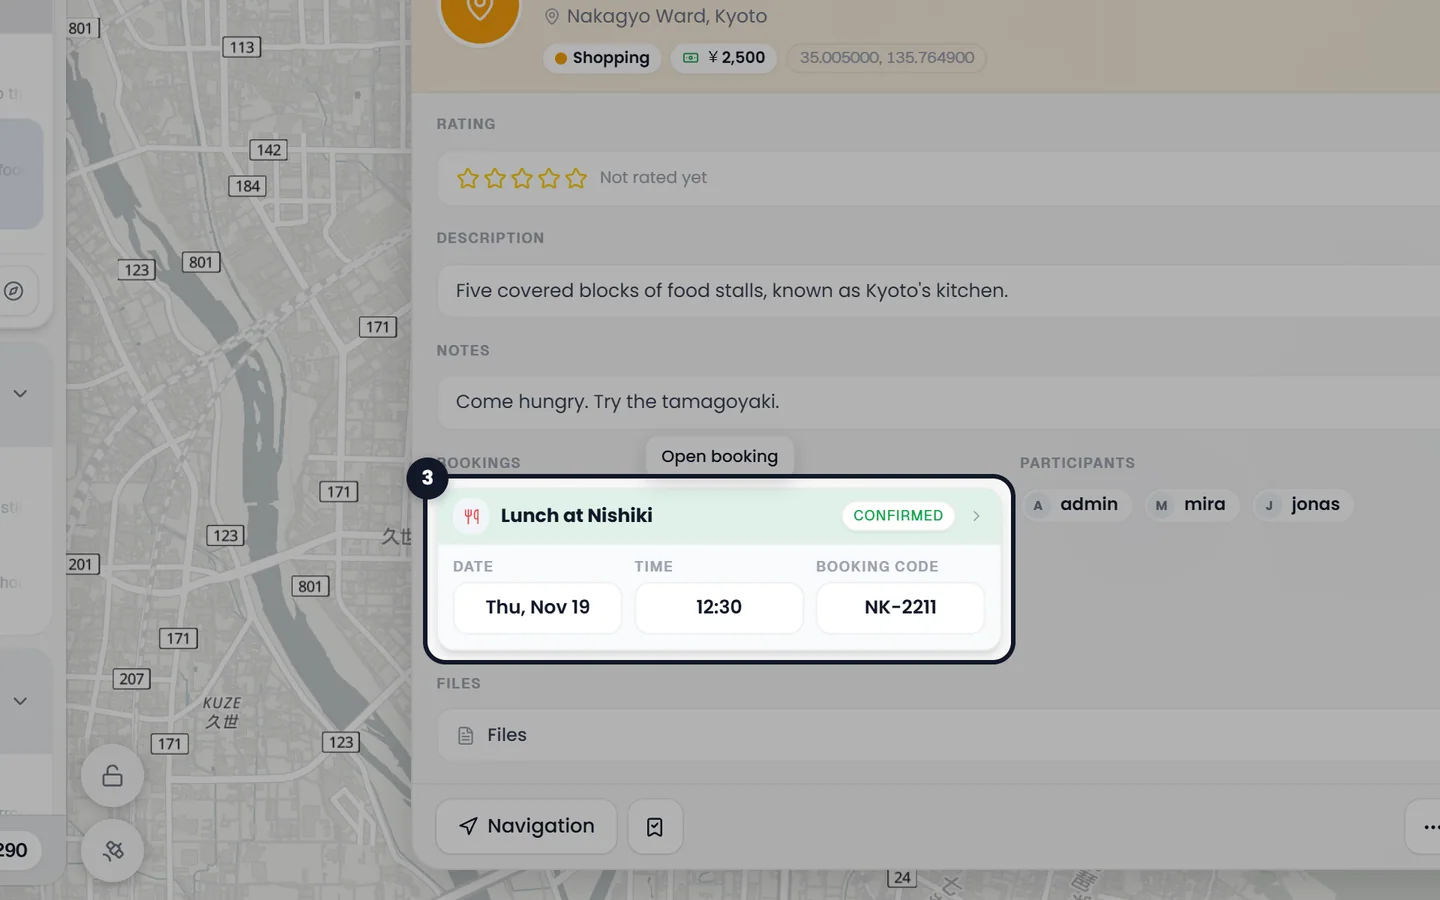 Nakagyo Ward, Kyoto
Shopping
¥ 2,500
35.005000, 135.764900
RATING
Not rated yet
DESCRIPTION
Five covered blocks of food stalls, known as Kyoto's kitchen.
NOTES
Come hungry. Try the tamagoyaki.
BOOKINGS
Open booking
PARTICIPANTS
3
Lunch at Nishiki
CONFIRMED
A admin
M mira
J jonas
DATE
TIME
BOOKING CODE
Thu, Nov 19
12:30
NK-2211
FILES
Files
Navigation
801
113
142
184
123
801
171
171
123
久世
201
801
171
207
KUZE
久世
171
123
24
290